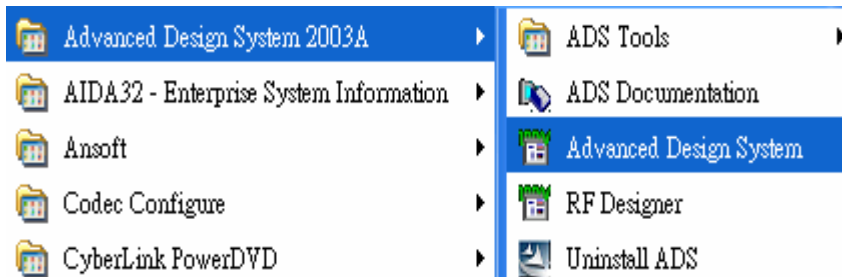 Advanced Design System 2003A
AIDA32 - Enterprise System Information
Ansoft
Codec Configure
CyberLink PowerDVD
ADS Tools
ADS Documentation
Advanced Design System
RF Designer
Uninstall ADS